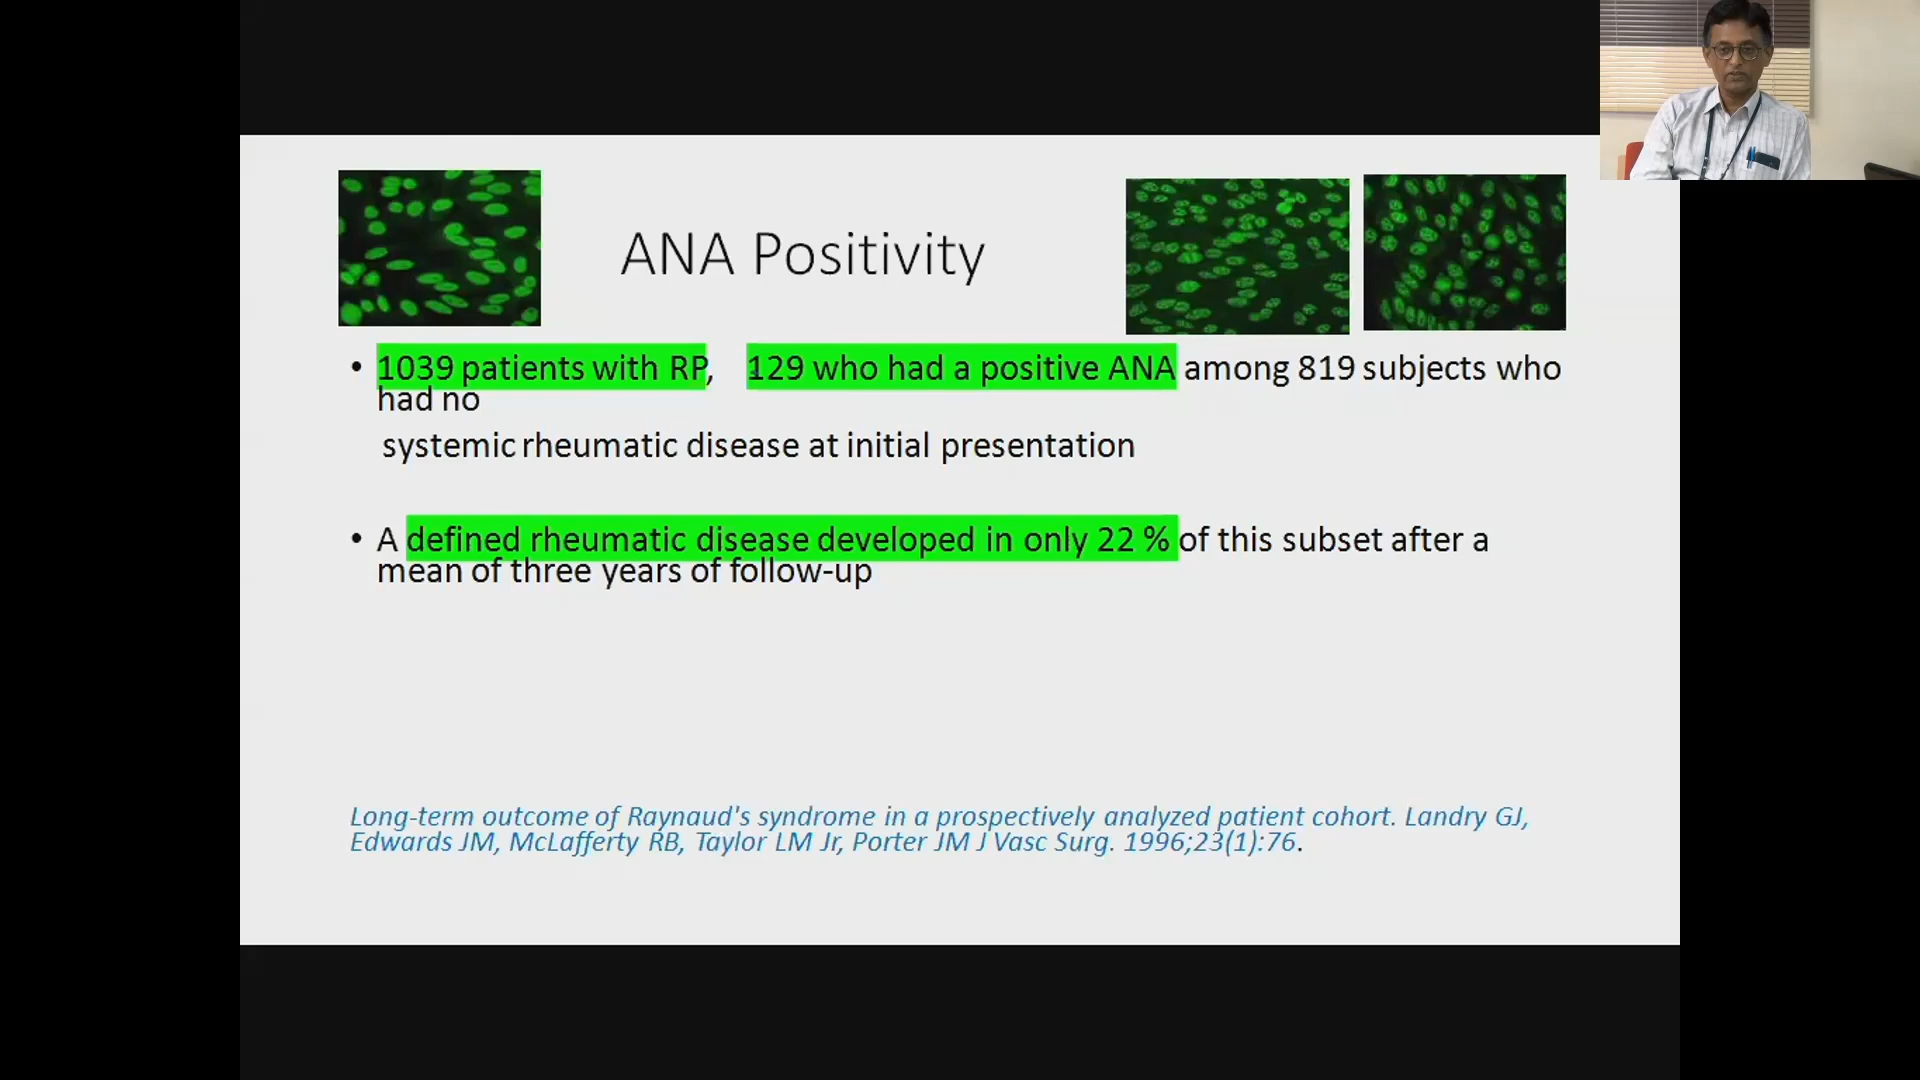 ANA Positivity
• 1039 patients with RP, 129 who had a positive ANA among 819 subjects who
had no
systemic rheumatic disease at initial presentation
• A defined rheumatic disease developed in only 22 % of this subset after a
mean of three years of follow-up
Long-term outcome of Raynaud's syndrome in a prospectively analyzed patient cohort. Landry GJ,
Edwards JM, McLafferty RB, Taylor LM Jr, Porter JM J Vasc Surg. 1996;23(1):76.